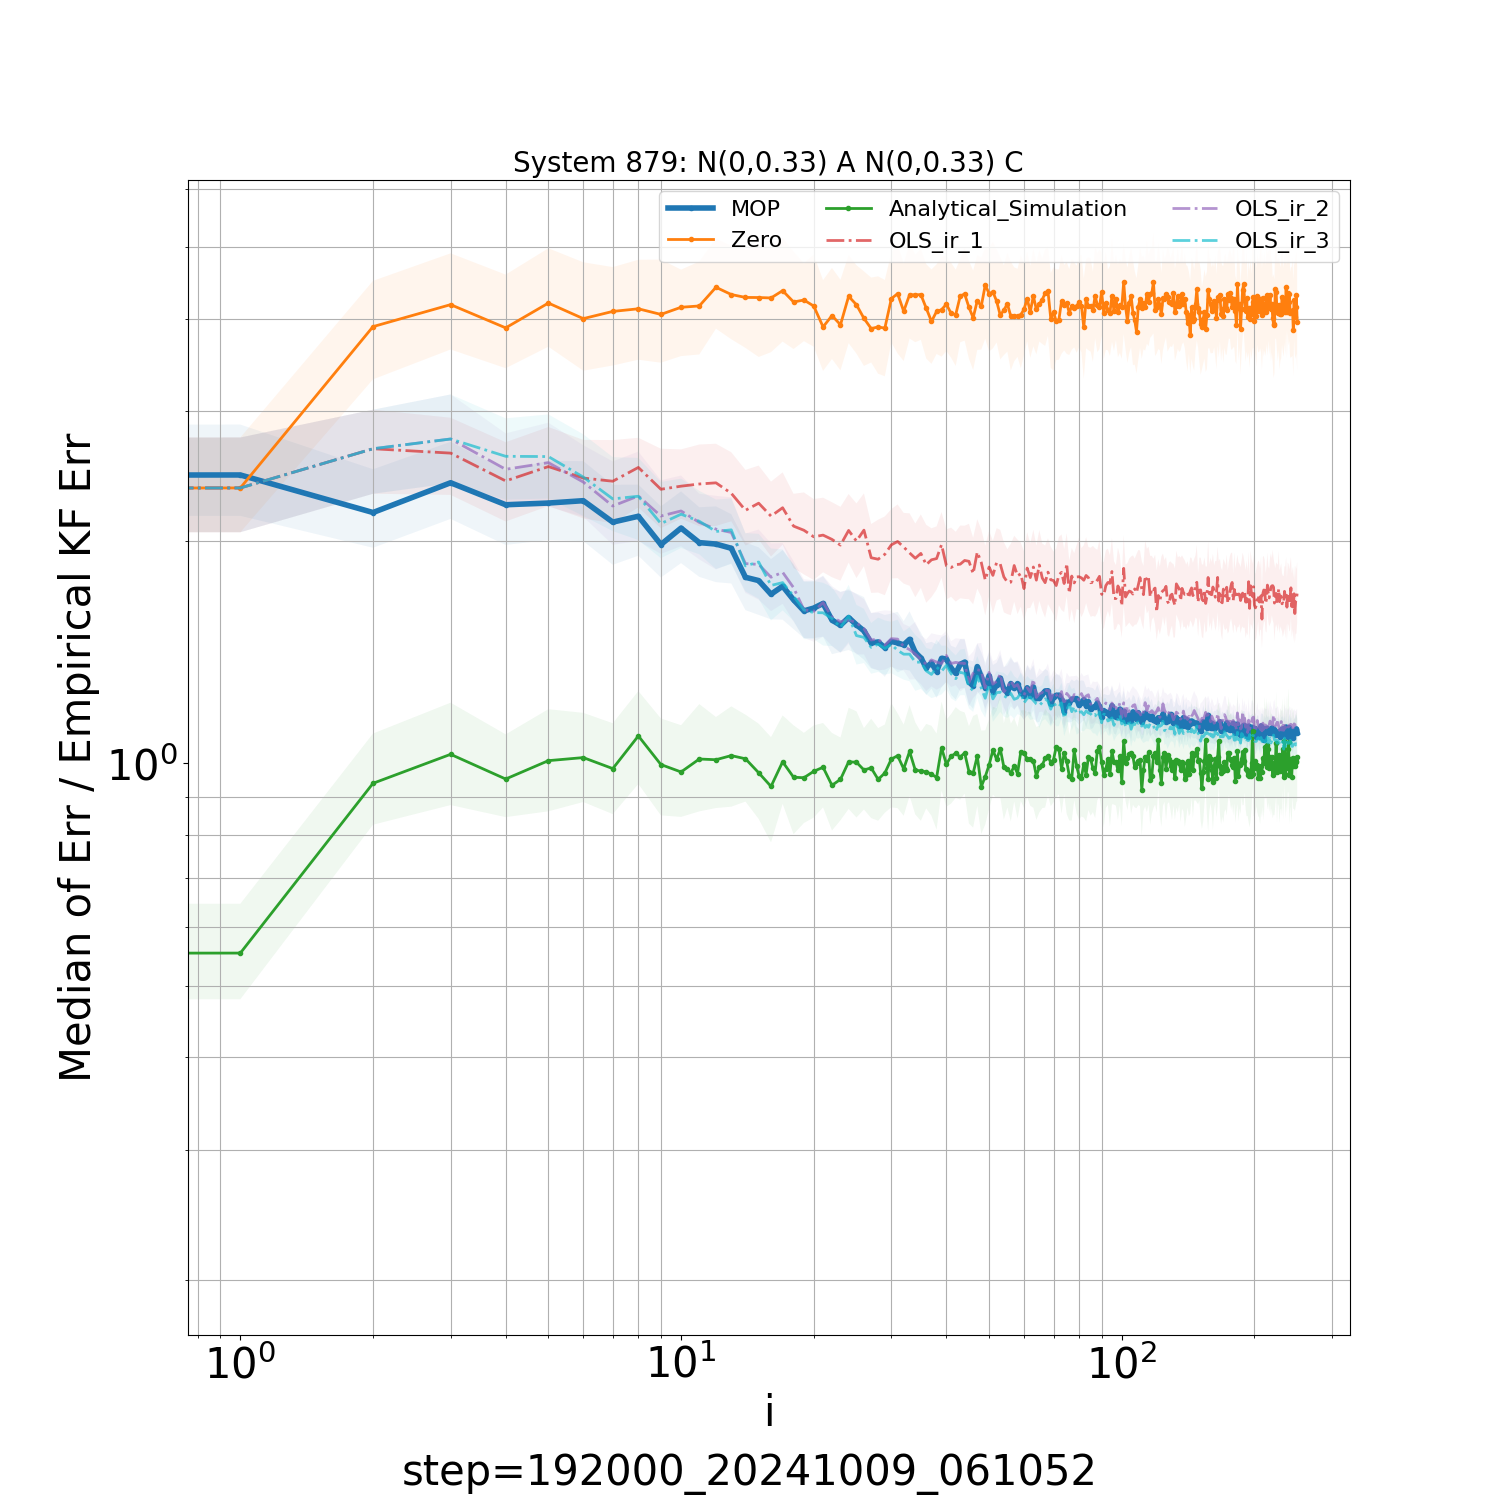 System 879: N(0,0.33) A N(0,0.33) C
MOP
Zero
Analytical_Simulation
OLS_ir_1
OLS_ir_2
OLS_ir_3
Median of Err / Empirical KF Err
10⁰
10⁰ 10¹ 10²
i
step=192000_20241009_061052